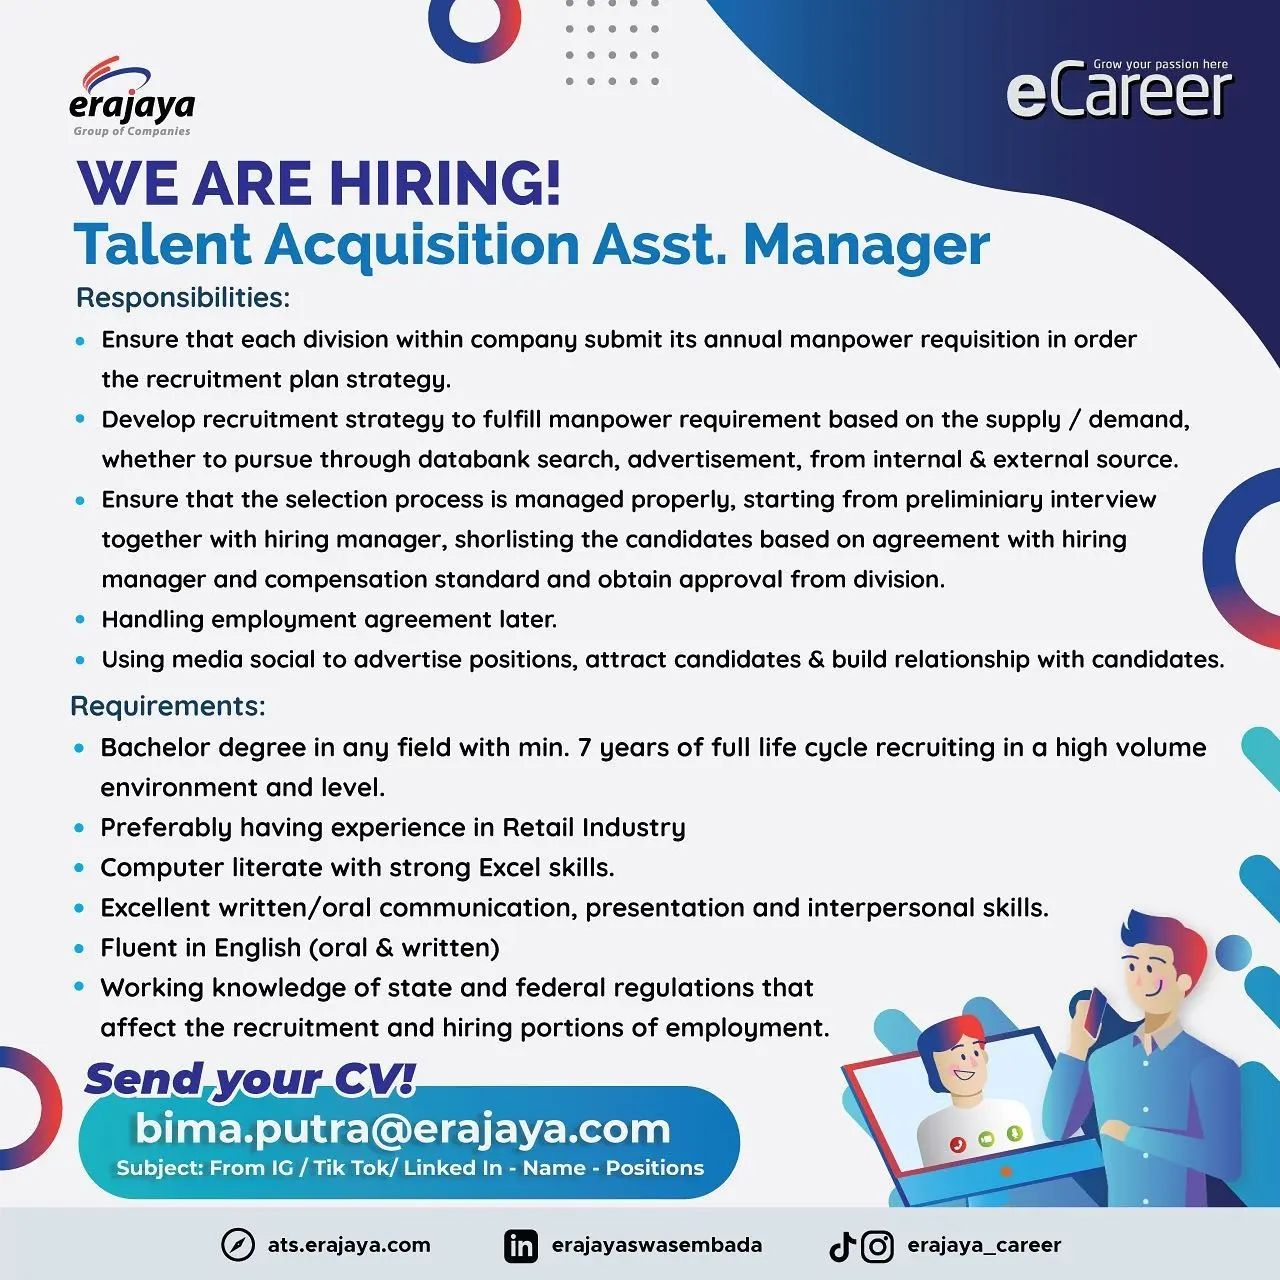 erajaya
Group of Companies
Grow your passion here
eCareer
WE ARE HIRING!
Talent Acquisition Asst. Manager
Responsibilities:
• Ensure that each division within company submit its annual manpower requisition in order
the recruitment plan strategy.
• Develop recruitment strategy to fulfill manpower requirement based on the supply / demand,
whether to pursue through databank search, advertisement, from internal & external source.
• Ensure that the selection process is managed properly, starting from preliminiary interview
together with hiring manager, shorlisting the candidates based on agreement with hiring
manager and compensation standard and obtain approval from division.
• Handling employment agreement later.
• Using media social to advertise positions, attract candidates & build relationship with candidates.
Requirements:
• Bachelor degree in any field with min. 7 years of full life cycle recruiting in a high volume
environment and level.
• Preferably having experience in Retail Industry
• Computer literate with strong Excel skills.
• Excellent written/oral communication, presentation and interpersonal skills.
• Fluent in English (oral & written)
• Working knowledge of state and federal regulations that
affect the recruitment and hiring portions of employment.
Send your CV!
bima.putra@erajaya.com
Subject: From IG / Tik Tok/ Linked In - Name - Positions
ats.erajaya.com
in erajayaswasembada
erajaya_career